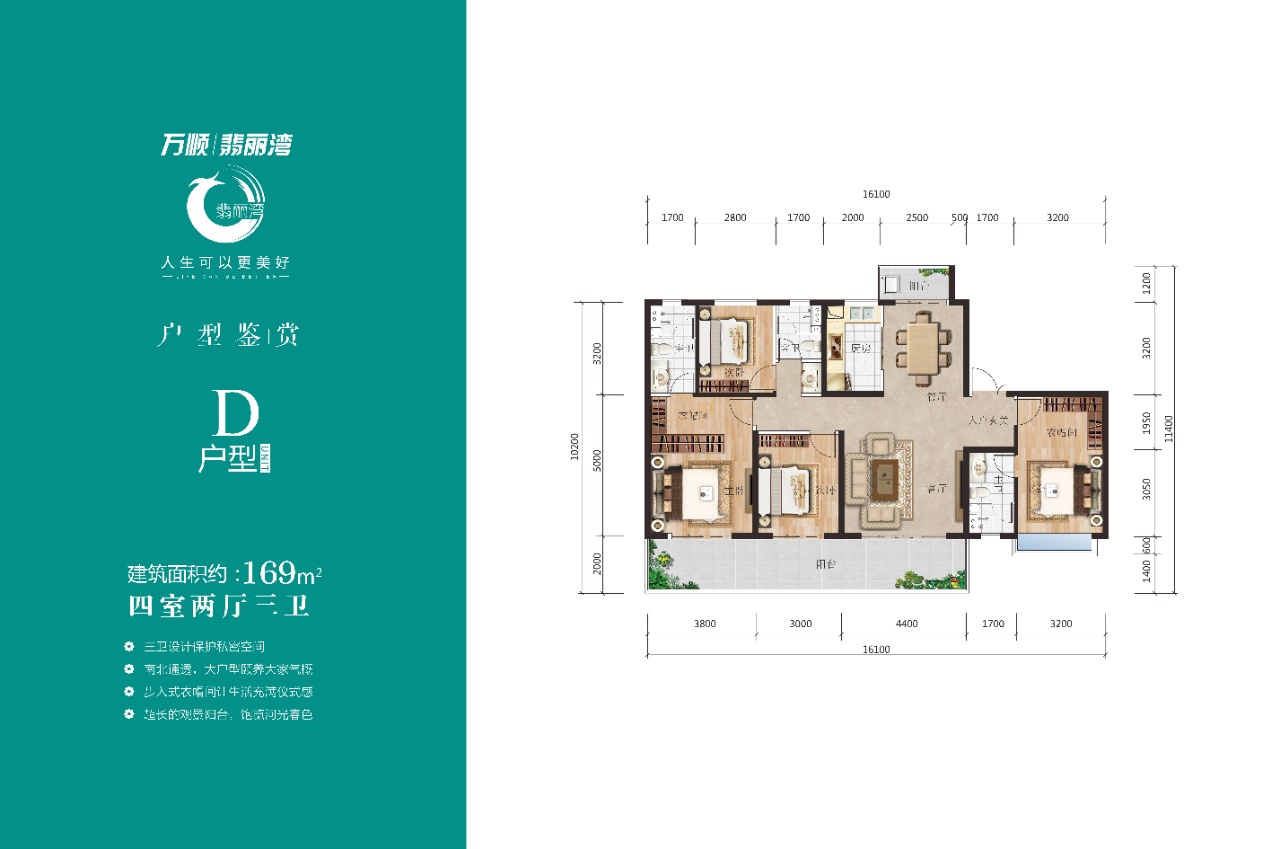 万顺 翡丽湾
翡丽湾
人生可以更美好
户型鉴赏
D
户型
UNIT
建筑面积约:169m²
四室两厅三卫
三卫设计保护私密空间
南北通透，大户型颐养大家气概
步入式衣帽间让生活充满仪式感
超长的观景阳台，饱览河光春色
16100
1700 2800 1700 2000 2500 500 1700 3200
阳台
主卫
次卧
客卫
厨房
餐厅
入户玄关
衣帽间
衣帽间
主卧
次卧
客厅
卫
阳台
3200
5000
2000
10200
1200
3200
1950
3050
600
1400
11400
3800 3000 4400 1700 3200
16100